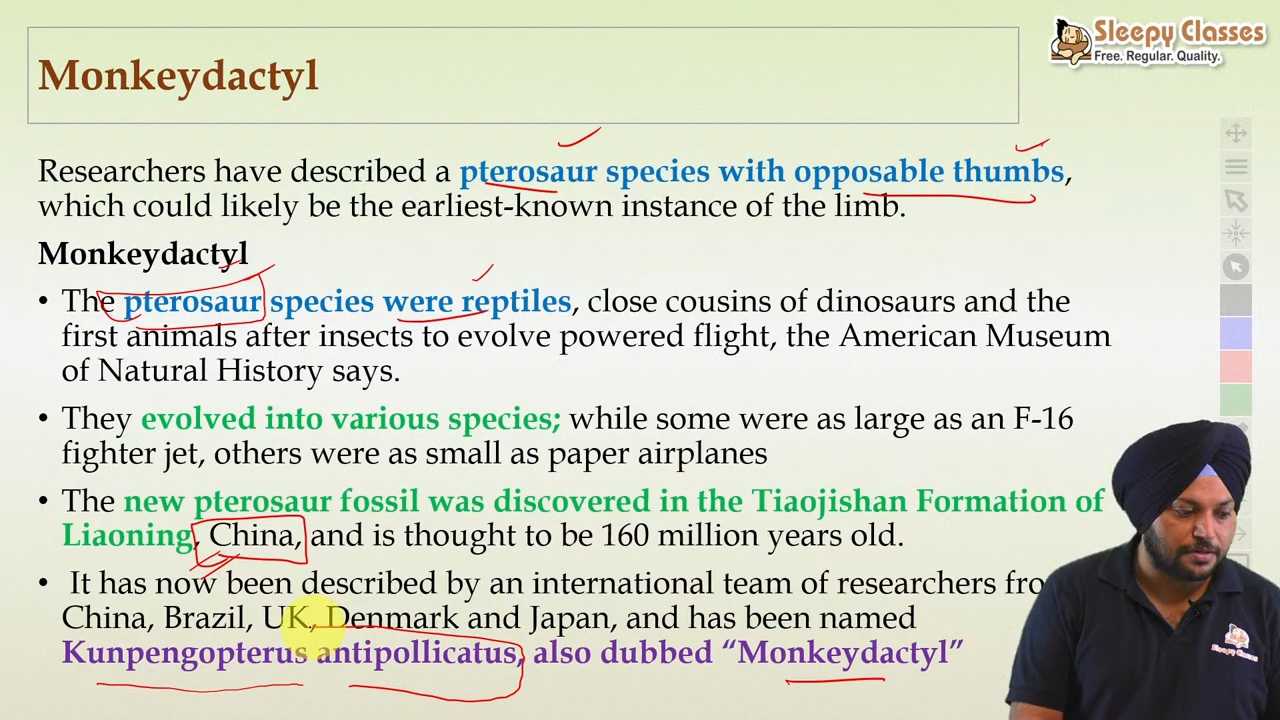 Sleepy Classes
Free. Regular. Quality.
Monkeydactyl
Researchers have described a pterosaur species with opposable thumbs,
which could likely be the earliest-known instance of the limb.
Monkeydactyl
• The pterosaur species were reptiles, close cousins of dinosaurs and the
first animals after insects to evolve powered flight, the American Museum
of Natural History says.
• They evolved into various species; while some were as large as an F-16
fighter jet, others were as small as paper airplanes
• The new pterosaur fossil was discovered in the Tiaojishan Formation of
Liaoning, China, and is thought to be 160 million years old.
• It has now been described by an international team of researchers fro
China, Brazil, UK, Denmark and Japan, and has been named
Kunpengopterus antipollicatus, also dubbed “Monkeydactyl”
Sleepy Classes